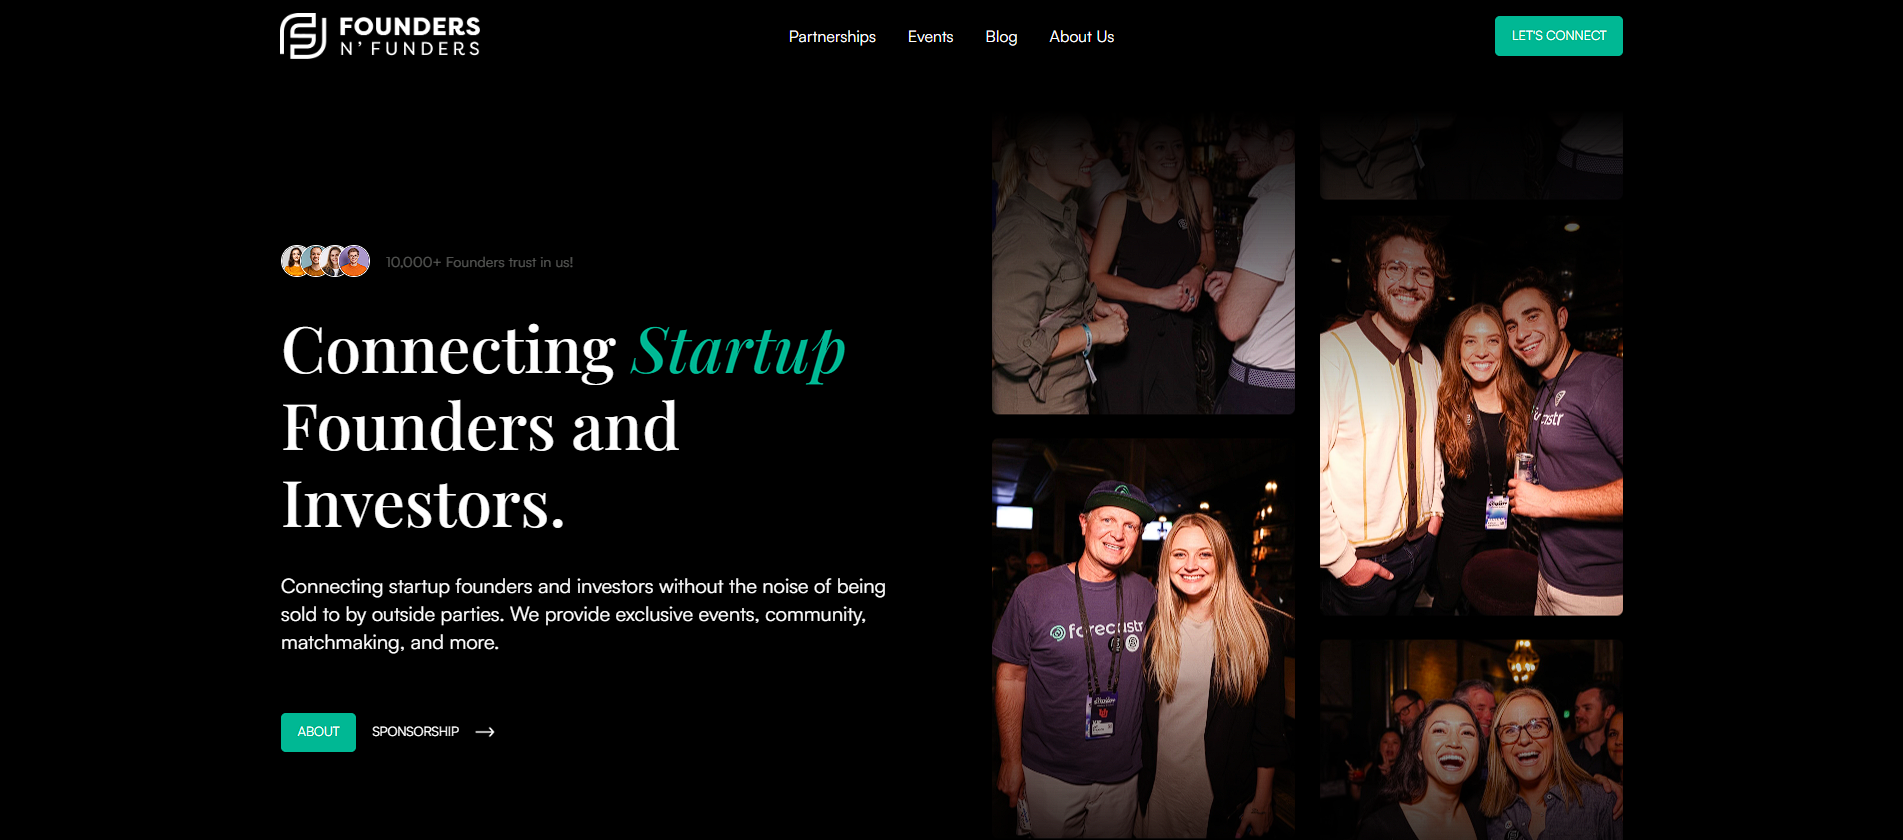 FOUNDERS
N' FUNDERS
Partnerships
Events
Blog
About Us
LET'S CONNECT
10,000+ Founders trust in us!
Connecting Startup
Founders and
Investors.
Connecting startup founders and investors without the noise of being
sold to by outside parties. We provide exclusive events, community,
matchmaking, and more.
ABOUT
SPONSORSHIP
forecastr